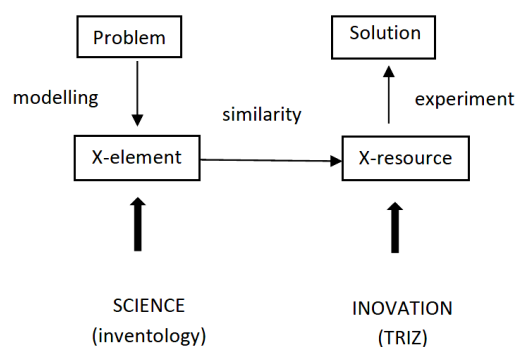 Problem
Solution
modelling
similarity
experiment
X-element
X-resource
SCIENCE
(inventology)
INOVATION
(TRIZ)